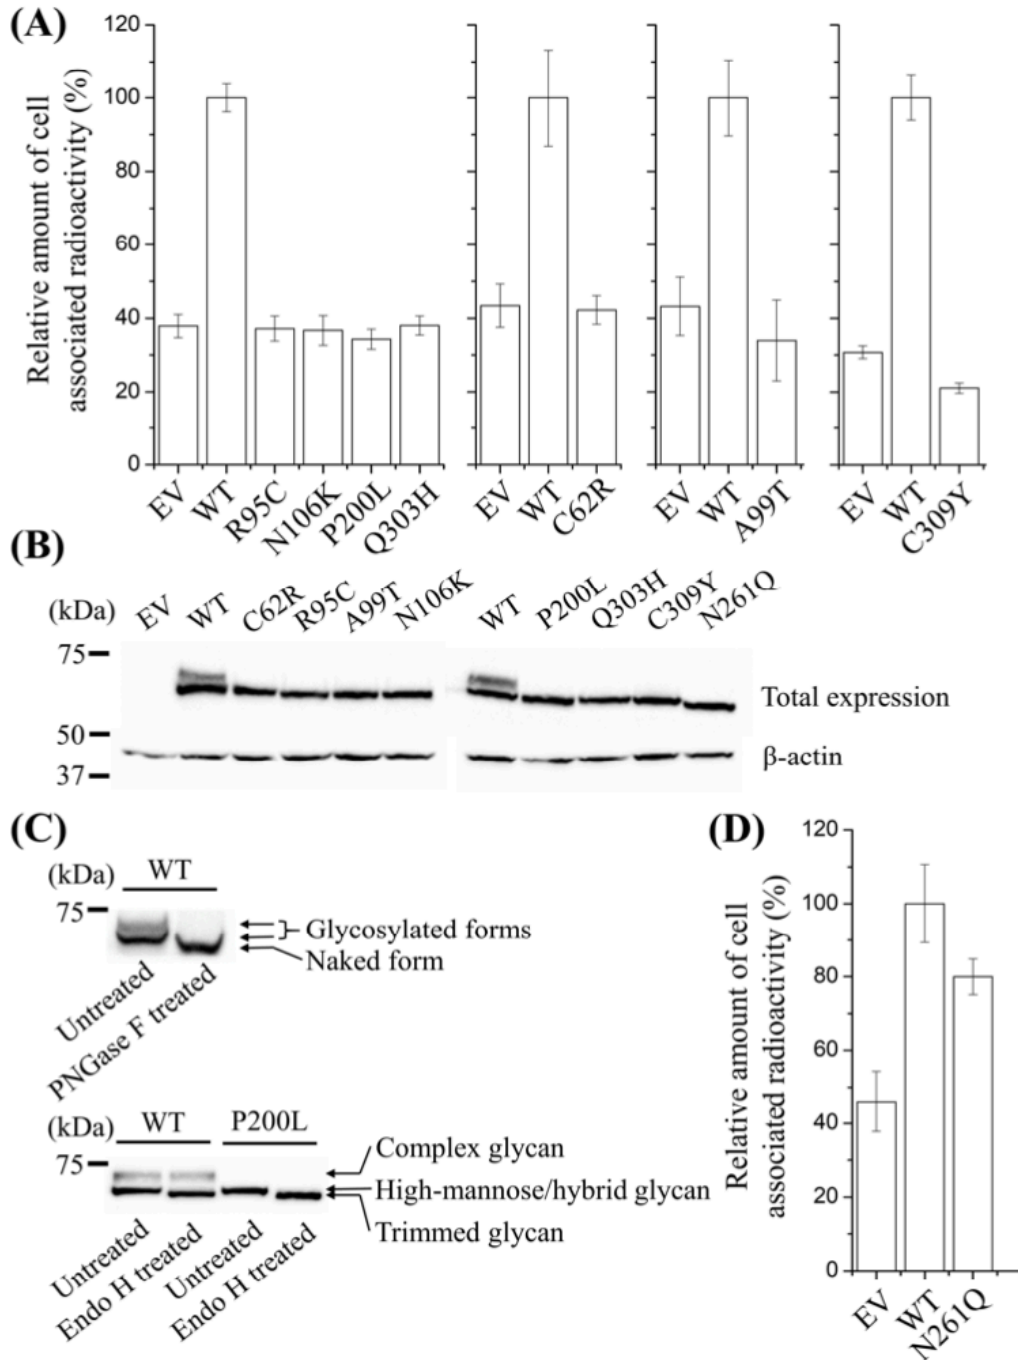 (A)
Relative amount of cell
associated radioactivity (%)
120
100
80
60
40
20
0
EV
WT
R95C
N106K
P200L
Q303H
EV
WT
C62R
EV
WT
A99T
EV
WT
C309Y
(B)
(kDa)
EV
WT
C62R
R95C
A99T
N106K
WT
P200L
Q303H
C309Y
N261Q
75
50
37
Total expression
β-actin
(C)
(kDa)
WT
75
Glycosylated forms
Naked form
Untreated
PNGase F treated
(kDa)
WT
P200L
75
Complex glycan
High-mannose/hybrid glycan
Trimmed glycan
Untreated
Endo H treated
Untreated
Endo H treated
(D)
Relative amount of cell
associated radioactivity (%)
120
100
80
60
40
20
0
EV
WT
N261Q